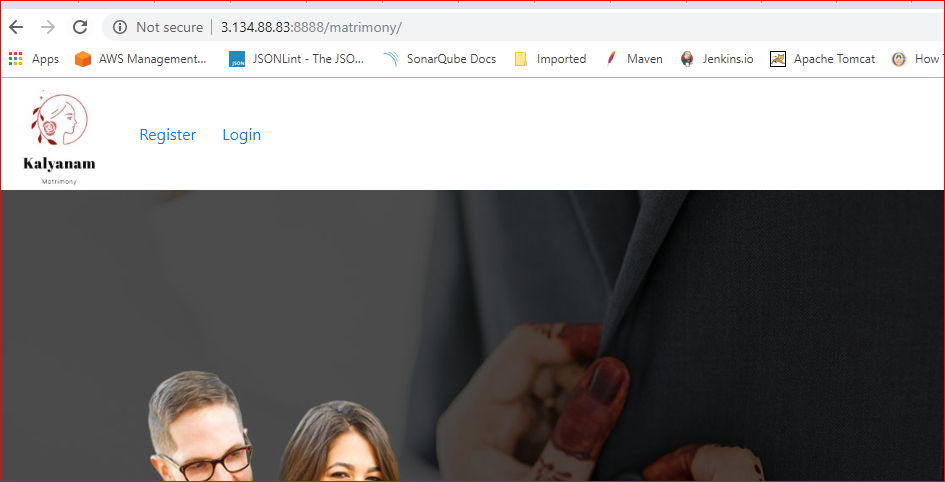 Not secure | 3.134.88.83:8888/matrimony/
Apps AWS Management... JSON JSONLint - The JSO... SonarQube Docs Imported Maven Jenkins.io Apache Tomcat How
Register Login
Kalyanam
Matrimony